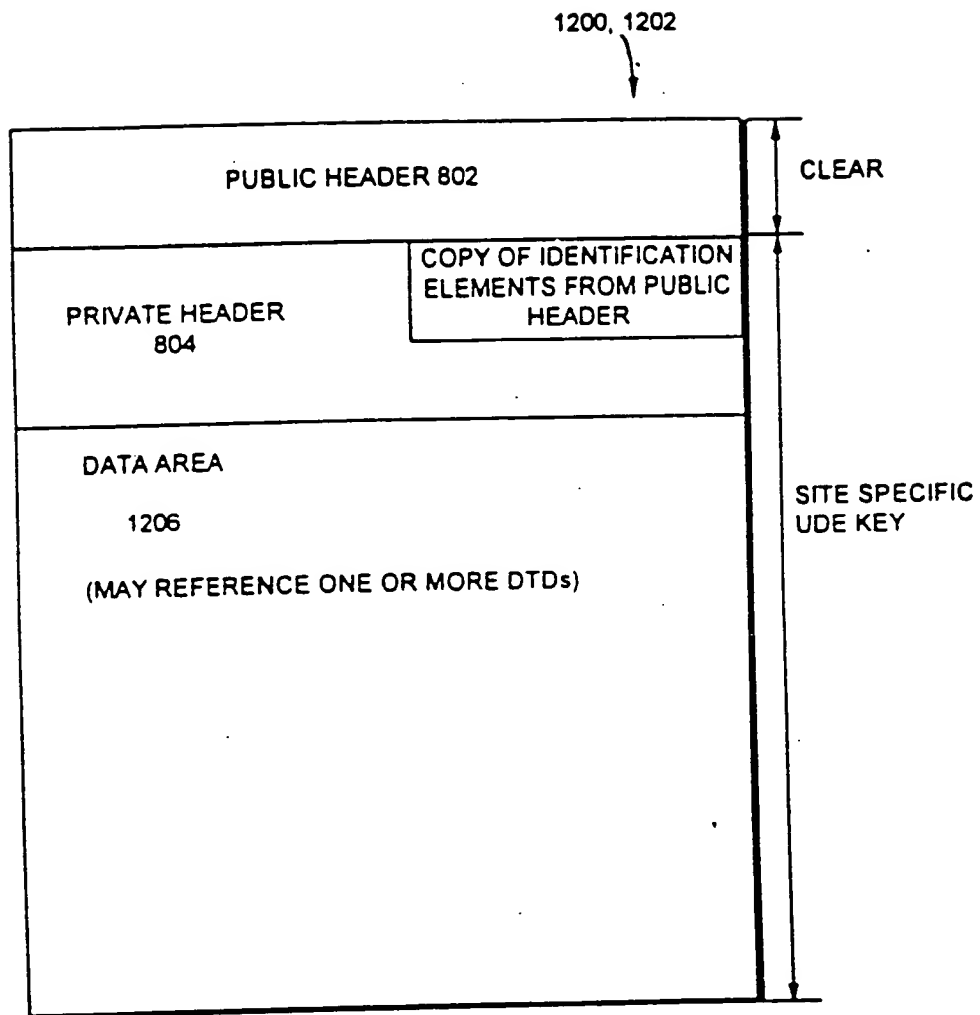 1200, 1202
PUBLIC HEADER 802
CLEAR
COPY OF IDENTIFICATION
ELEMENTS FROM PUBLIC
HEADER
PRIVATE HEADER
804
DATA AREA
1206
(MAY REFERENCE ONE OR MORE DTDs)
SITE SPECIFIC
UDE KEY